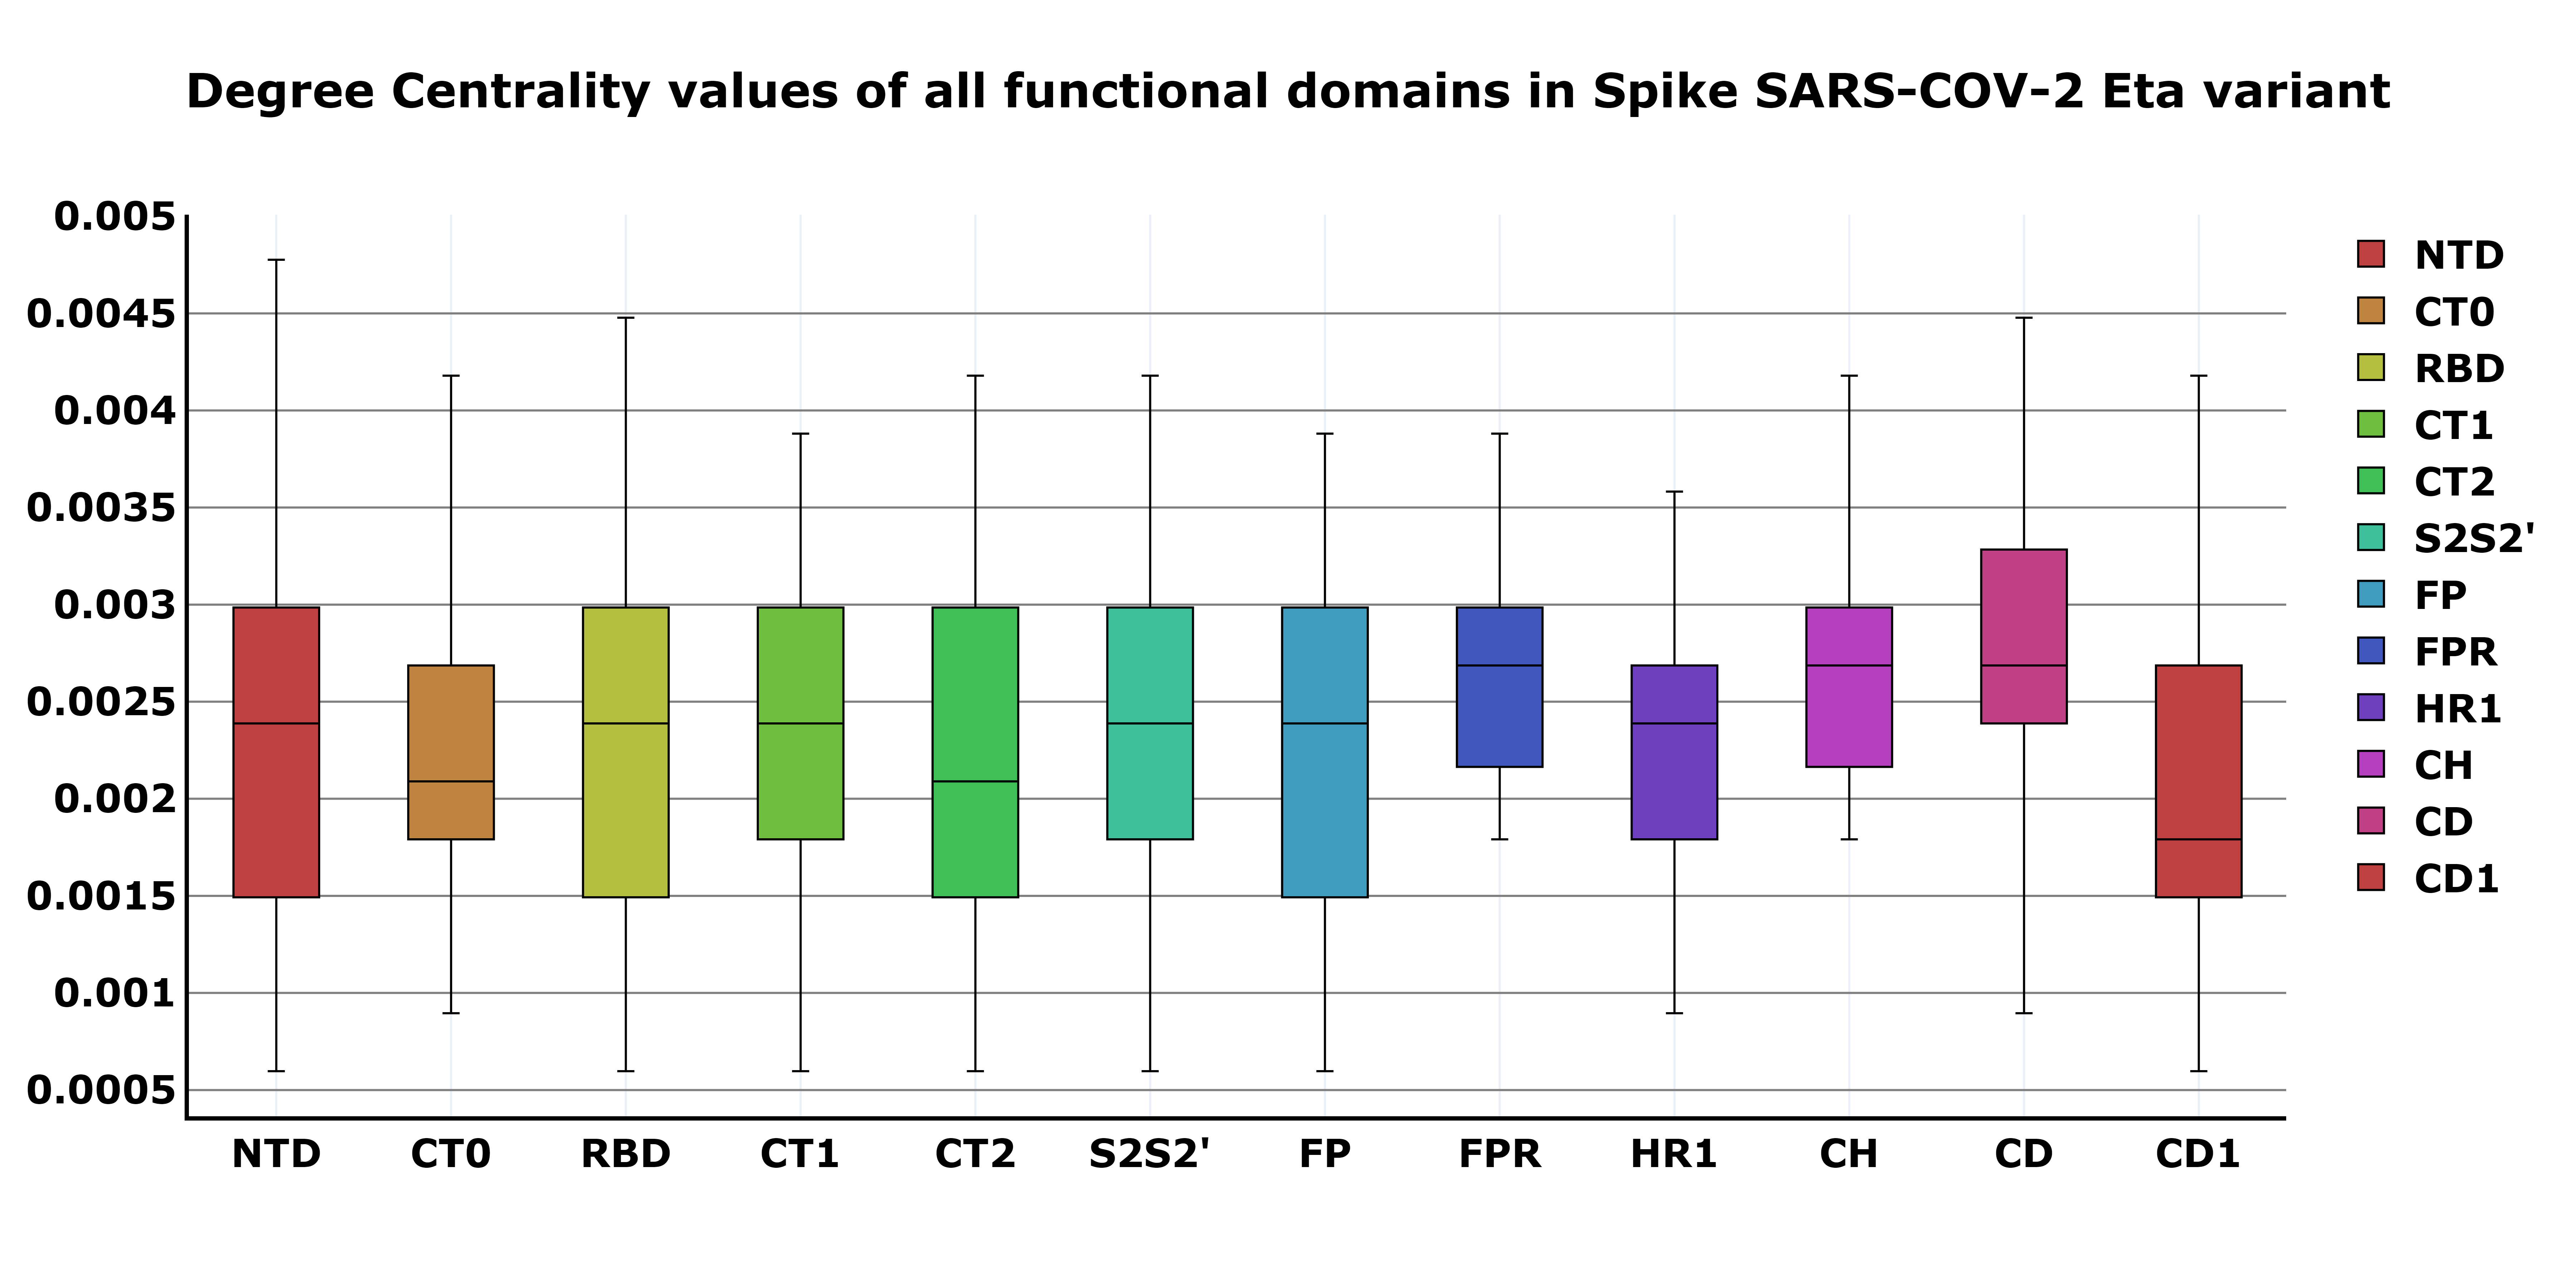 Degree Centrality values of all functional domains in Spike SARS-COV-2 Eta variant
0.005
0.0045
0.004
0.0035
0.003
0.0025
0.002
0.0015
0.001
0.0005
NTD CT0 RBD CT1 CT2 S2S2' FP FPR HR1 CH CD CD1
NTD
CT0
RBD
CT1
CT2
S2S2'
FP
FPR
HR1
CH
CD
CD1